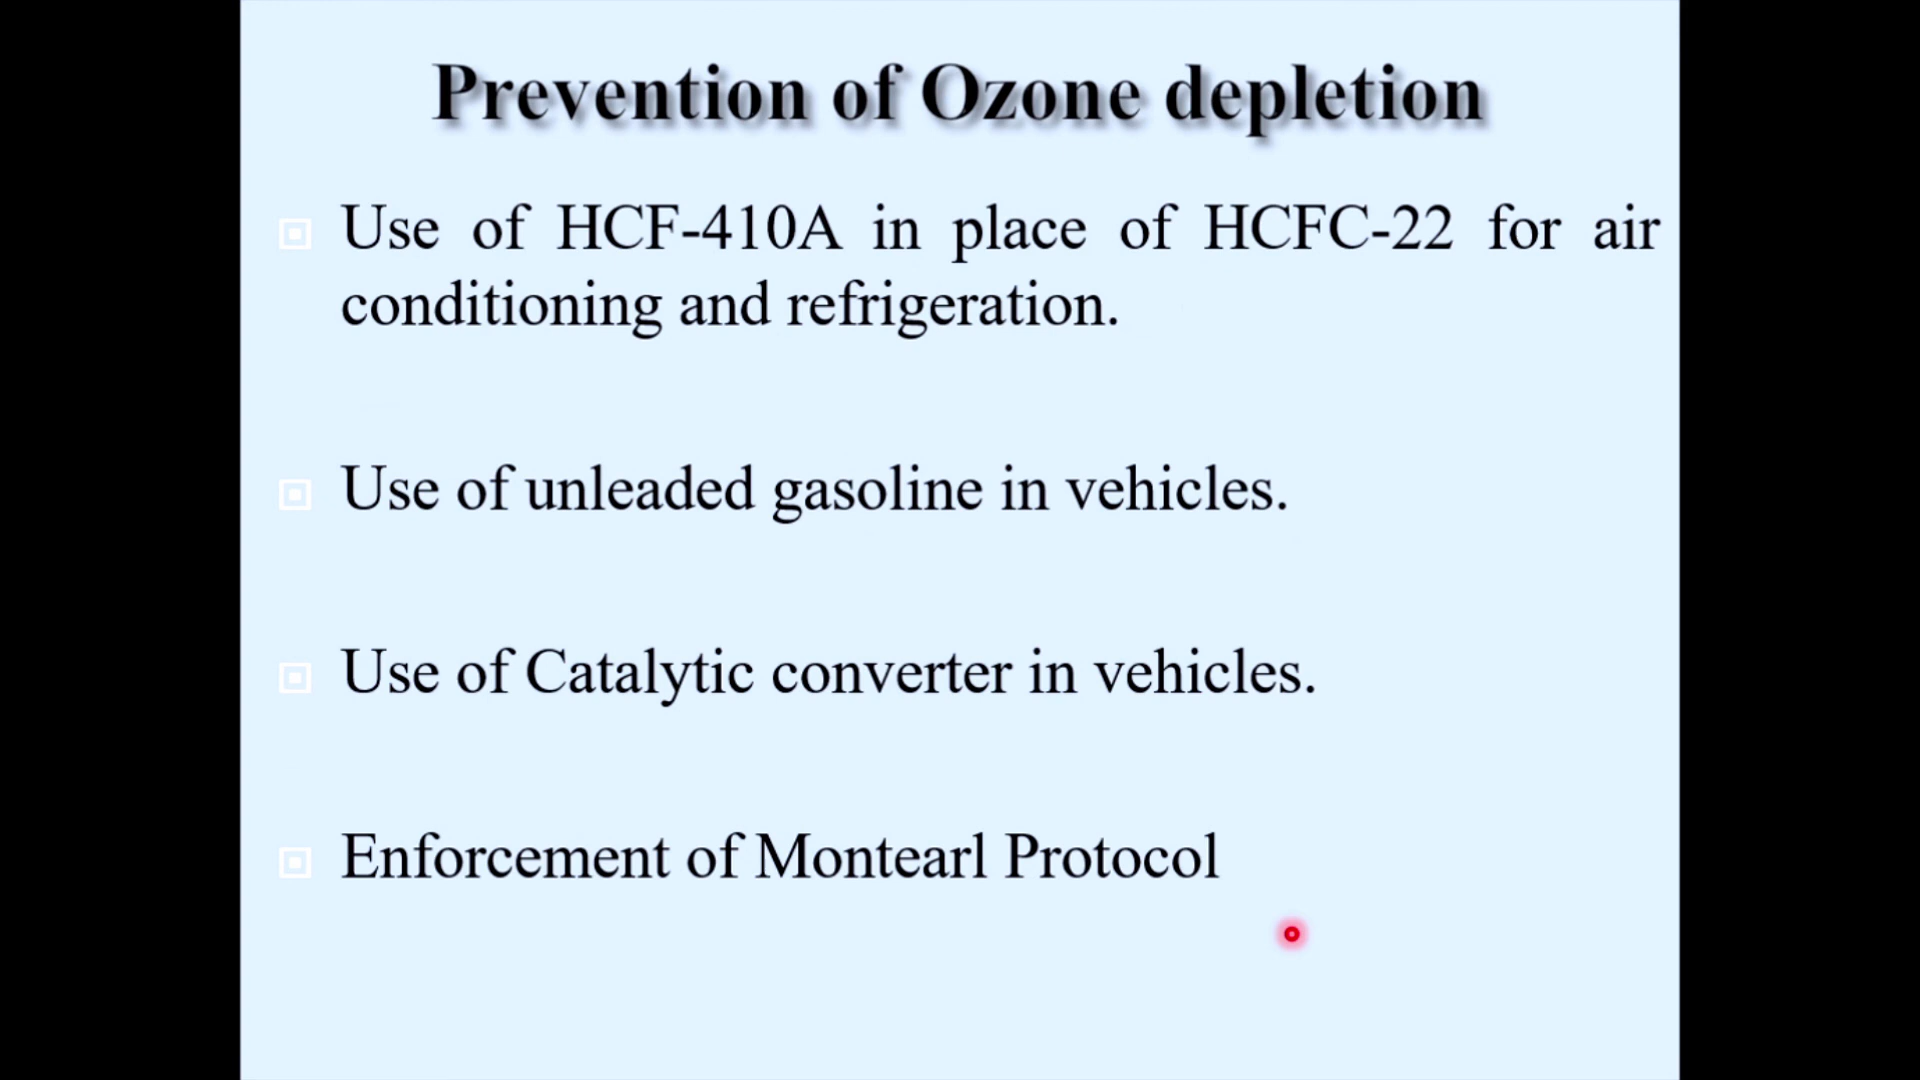 Prevention of Ozone depletion
Use of HCF-410A in place of HCFC-22 for air
conditioning and refrigeration.
Use of unleaded gasoline in vehicles.
Use of Catalytic converter in vehicles.
Enforcement of Montearl Protocol